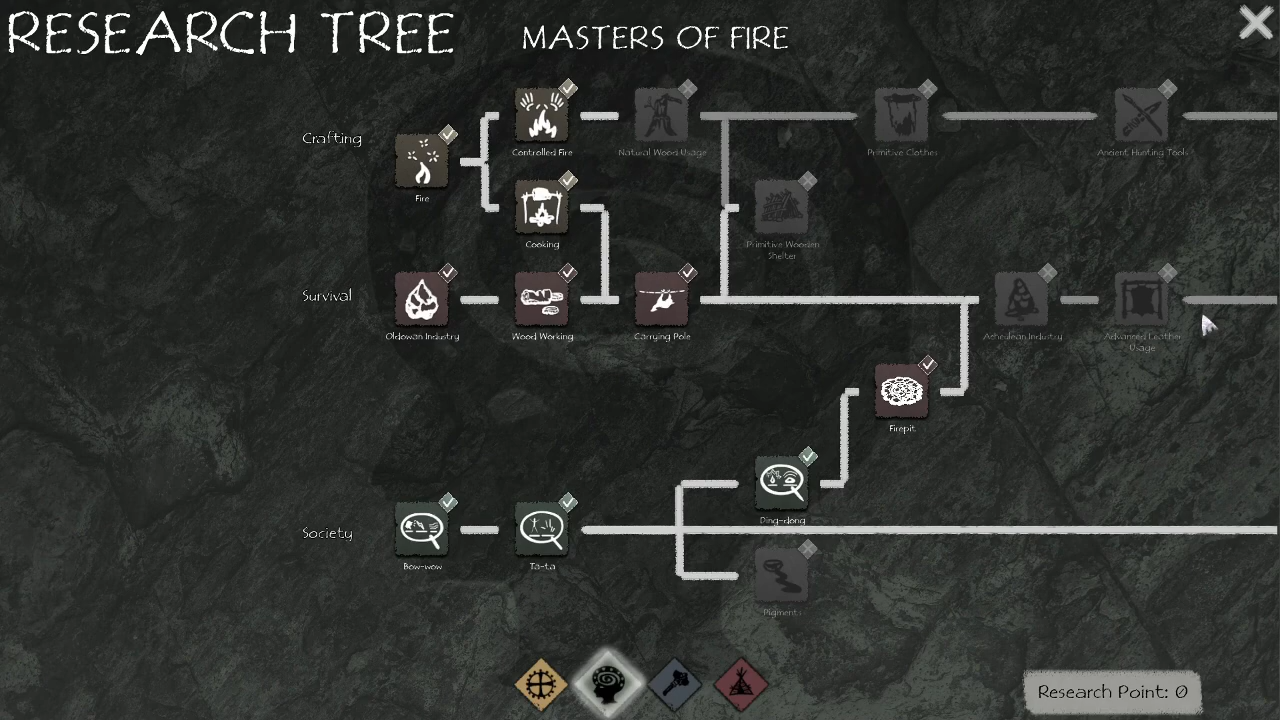 RESEARCH TREE
MASTERS OF FIRE
Crafting
Fire
Controlled Fire
Natural Wood Usage
Primitive Clothes
Ancient Hunting Tools
Cooking
Primitive Wooden
Shelter
Survival
Oldowan Industry
Wood Working
Carrying Pole
Acheulean Industry
Advanced Leather
Usage
Firepit
Society
Bow-wow
Ta-ta
Ding-dong
Pigments
Research Point: 0